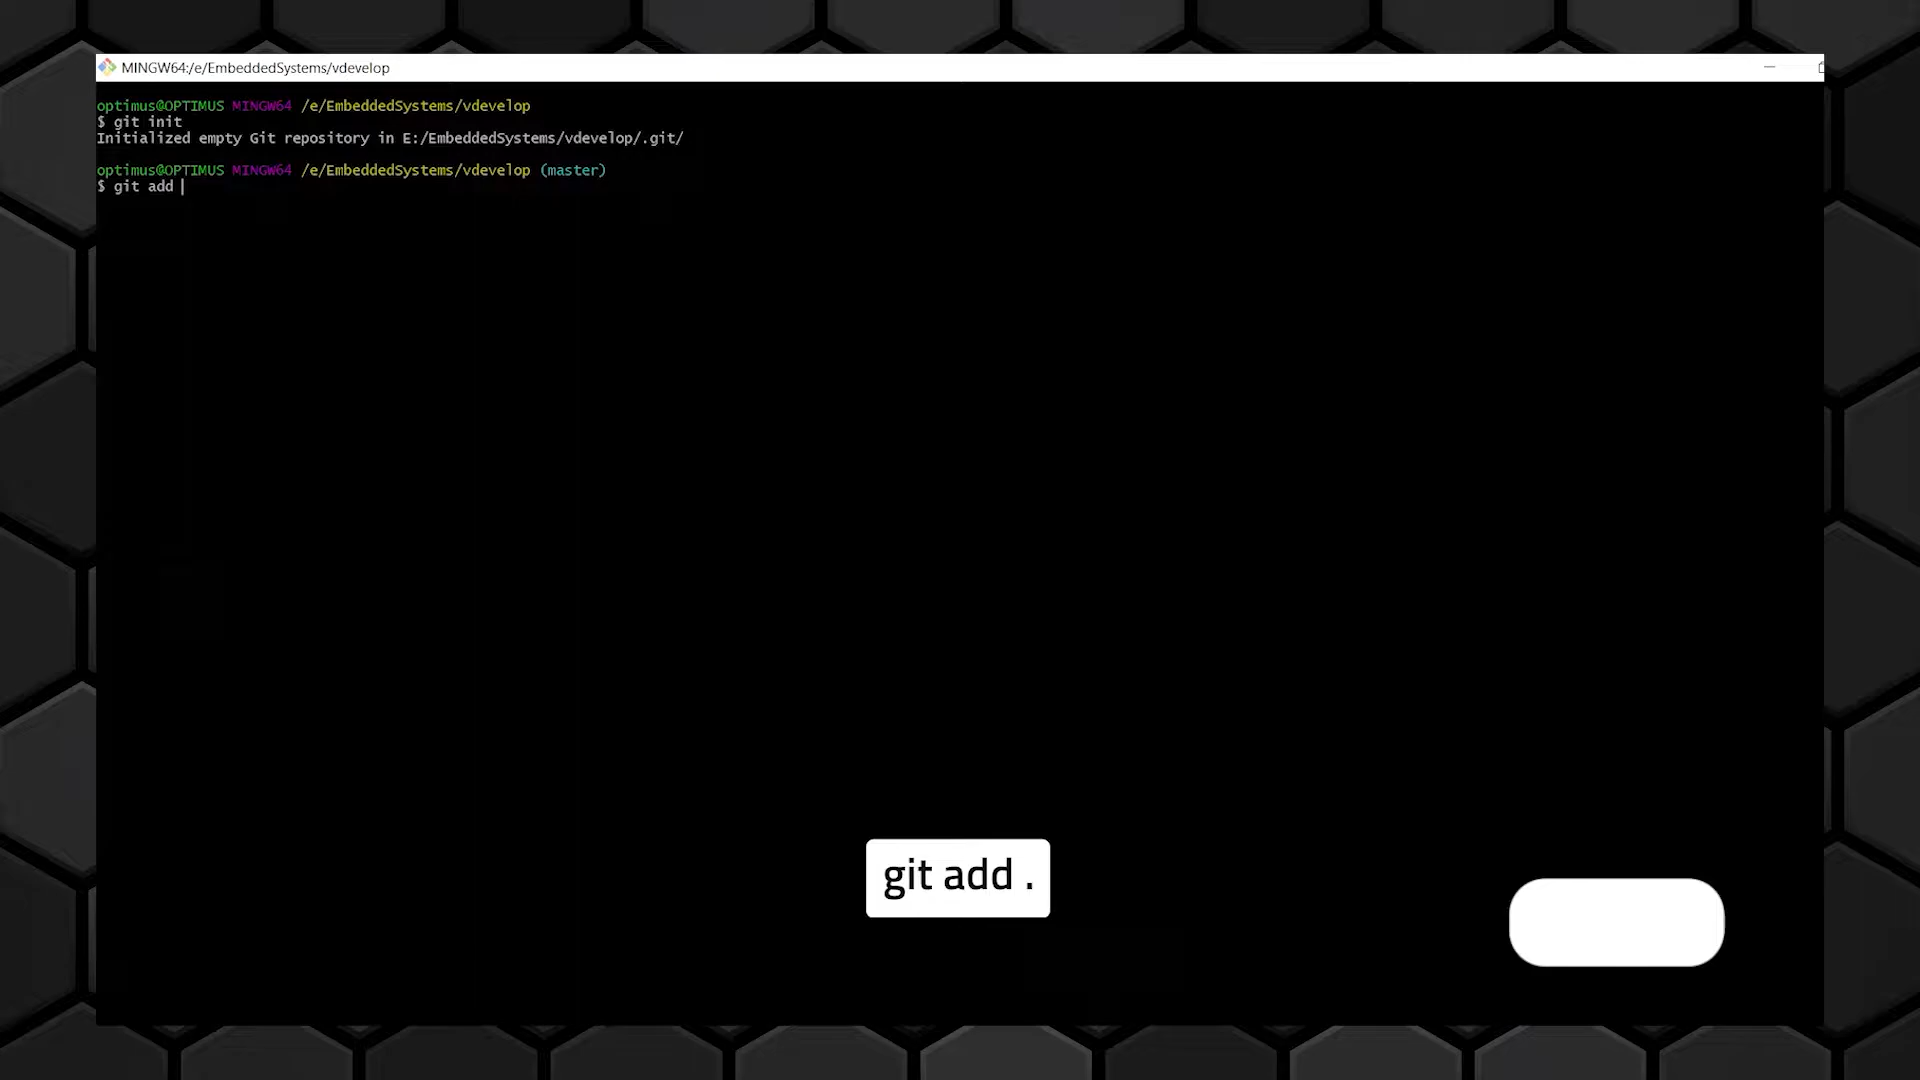 MINGW64:/e/EmbeddedSystems/vdevelop
optimus@OPTIMUS MINGW64 /e/EmbeddedSystems/vdevelop
$ git init
Initialized empty Git repository in E:/EmbeddedSystems/vdevelop/.git/
optimus@OPTIMUS MINGW64 /e/EmbeddedSystems/vdevelop (master)
$ git add
git add .